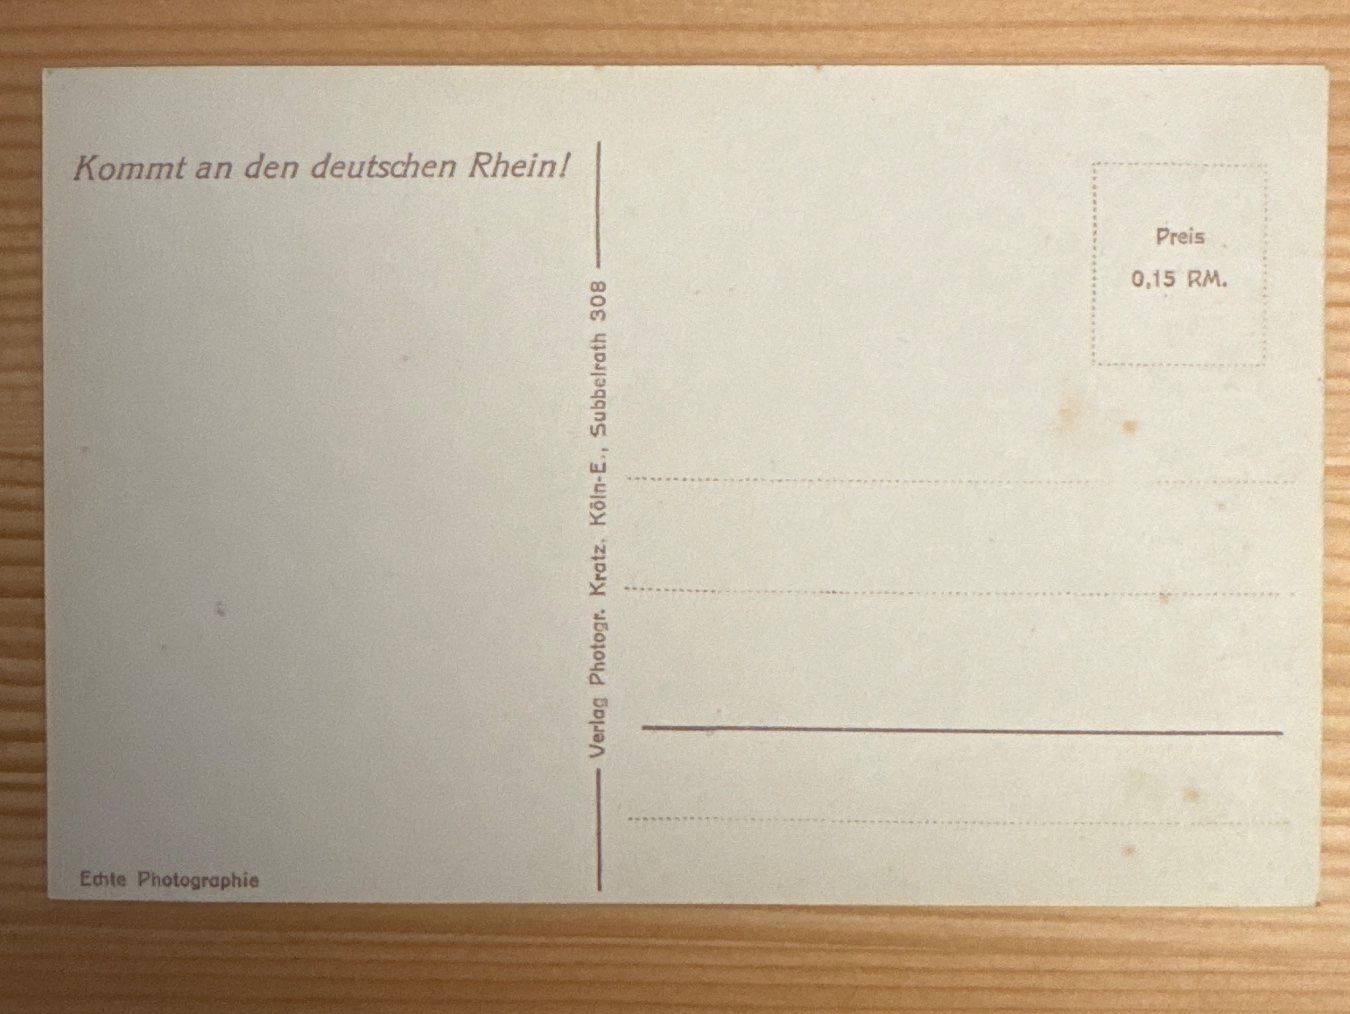 Kommt an den deutschen Rhein!
Verlag Photogr. Kratz. Köln-E., Subbelrath 308
Preis
0,15 RM.
Echte Photographie